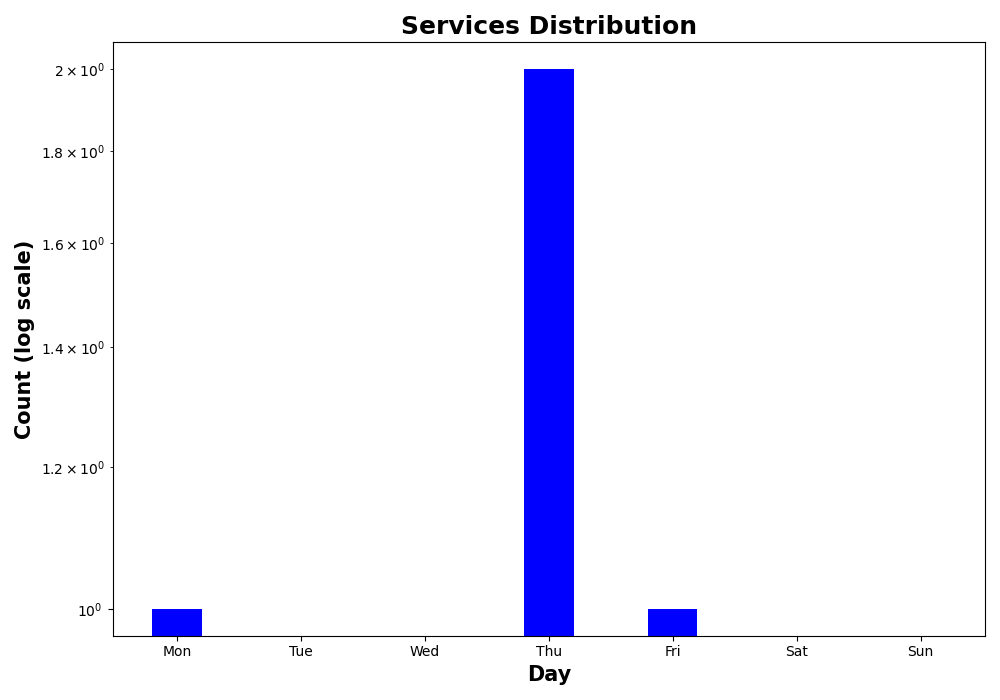 Services Distribution
Count (log scale)
2 × 10⁰
1.8 × 10⁰
1.6 × 10⁰
1.4 × 10⁰
1.2 × 10⁰
10⁰
Mon Tue Wed Thu Fri Sat Sun
Day